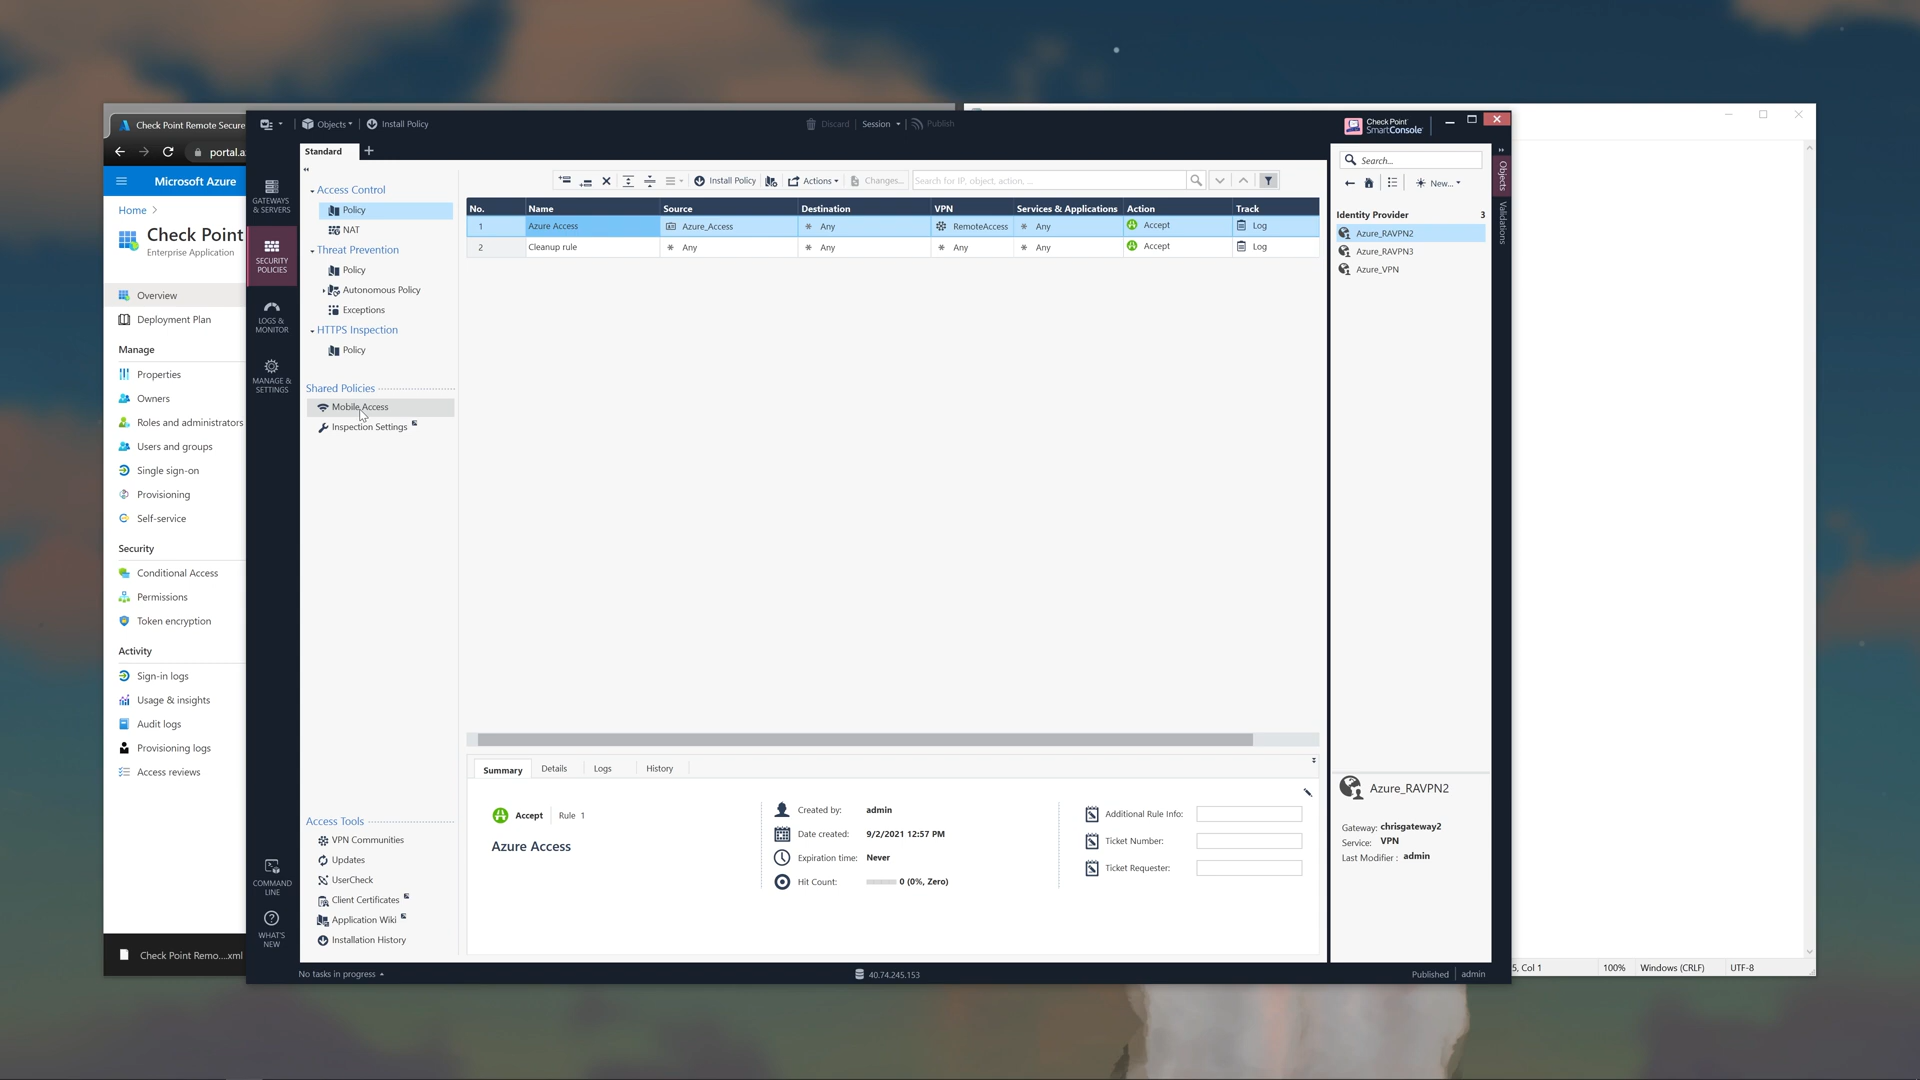 Check Point Remote Secure
portal.a
Microsoft Azure
Home
Check Point
Enterprise Application
Overview
Deployment Plan
Manage
Properties
Owners
Roles and administrators
Users and groups
Single sign-on
Provisioning
Self-service
Security
Conditional Access
Permissions
Token encryption
Activity
Sign-in logs
Usage & insights
Audit logs
Provisioning logs
Access reviews
Check Point Remo....xml
Objects
Install Policy
Discard
Session
Publish
Check Point
SmartConsole
GATEWAYS
& SERVERS
SECURITY
POLICIES
LOGS &
MONITOR
MANAGE &
SETTINGS
COMMAND
LINE
WHAT'S
NEW
Standard
Access Control
Policy
NAT
Threat Prevention
Policy
Autonomous Policy
Exceptions
HTTPS Inspection
Policy
Shared Policies
Mobile Access
Inspection Settings
Access Tools
VPN Communities
Updates
UserCheck
Client Certificates
Application Wiki
Installation History
Install Policy
Actions
Changes...
Search for IP, object, action, ...
No. Name Source Destination VPN Services & Applications Action Track
1 Azure Access Azure_Access * Any RemoteAccess * Any Accept Log
2 Cleanup rule * Any * Any * Any * Any Accept Log
Summary Details Logs History
Accept Rule 1
Azure Access
Created by: admin
Date created: 9/2/2021 12:57 PM
Expiration time: Never
Hit Count: 0 (0%, Zero)
Additional Rule Info:
Ticket Number:
Ticket Requester:
Search...
New...
Identity Provider 3
Azure_RAVPN2
Azure_RAVPN3
Azure_VPN
Objects
Validations
Azure_RAVPN2
Gateway: chrisgateway2
Service: VPN
Last Modifier : admin
No tasks in progress
40.74.245.153
Published admin
5, Col 1
100%
Windows (CRLF)
UTF-8